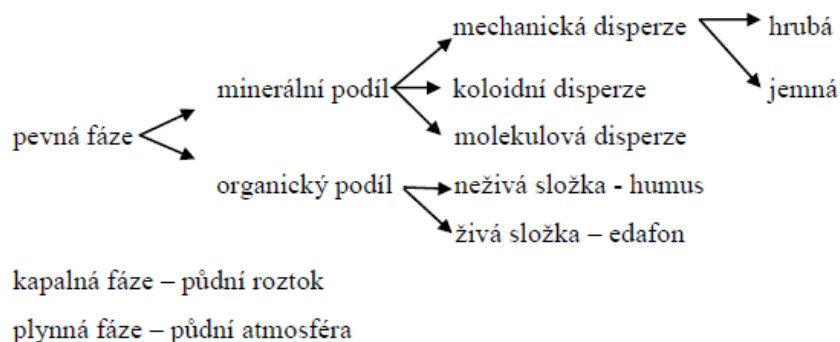 mechanická disperze
hrubá
minerální podíl
koloidní disperze
jemná
pevná fáze
molekulová disperze
organický podíl
neživá složka - humus
živá složka – edafon
kapalná fáze – půdní roztok
plynná fáze – půdní atmosféra